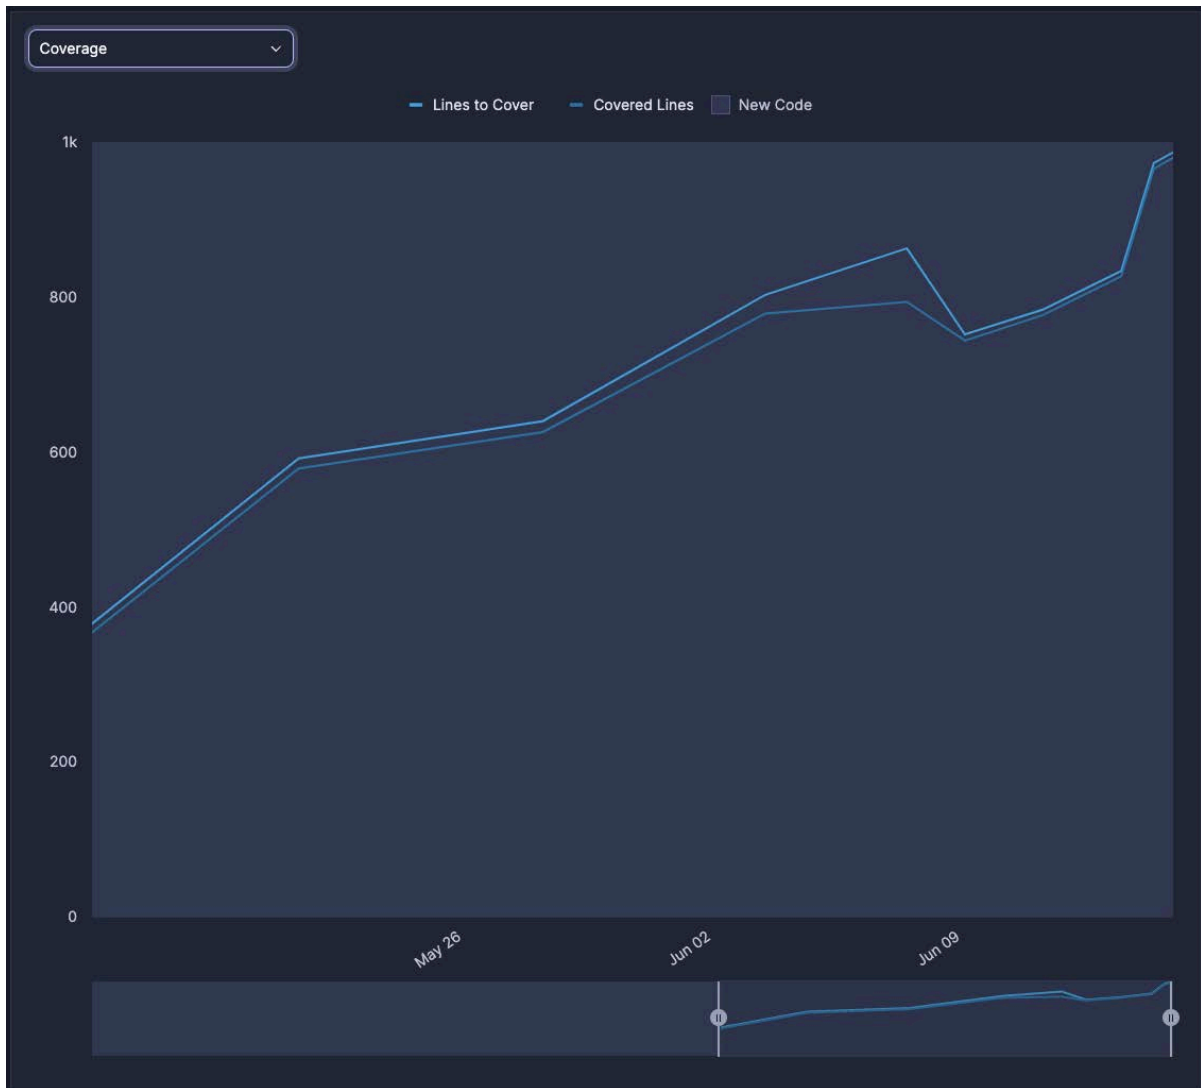 Coverage
Lines to Cover
Covered Lines
New Code
1k
800
600
400
200
0
May 26
Jun 02
Jun 09